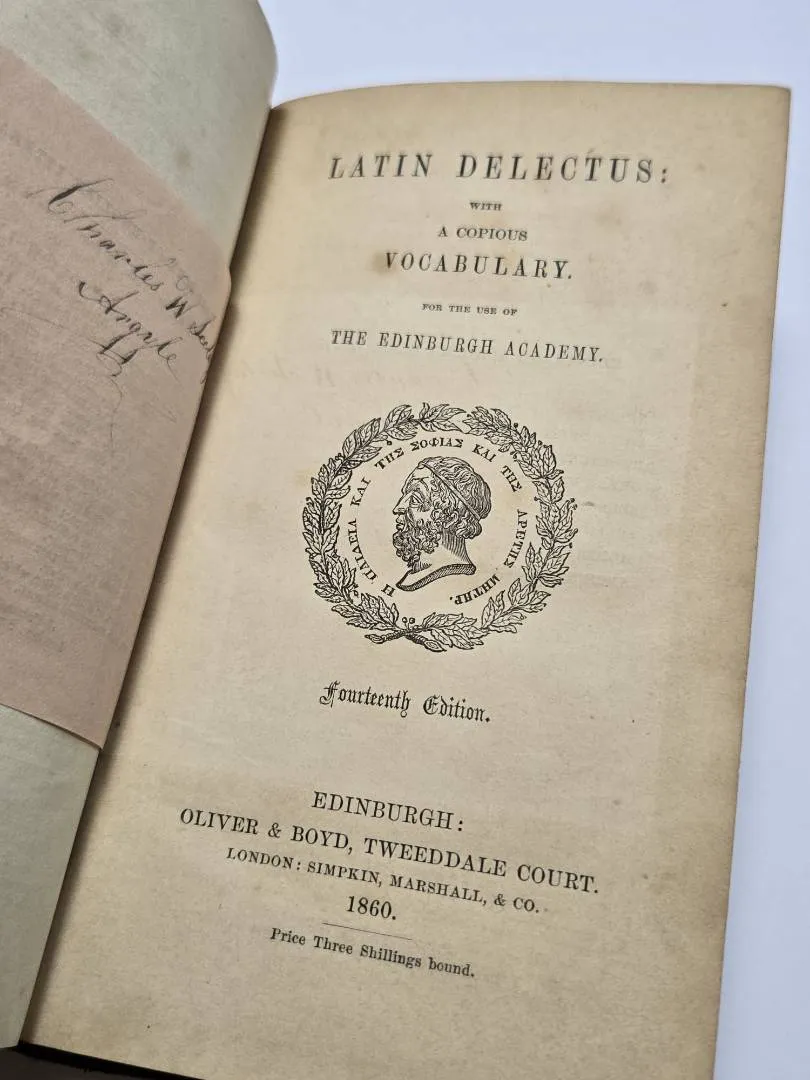 Charles W
Argyle
LATIN DELECTUS:
WITH
A COPIOUS
VOCABULARY.
FOR THE USE OF
THE EDINBURGH ACADEMY.
Η ΠΑΙΔΕΙΑ ΚΑΙ ΤΗΣ ΣΟΦΙΑΣ ΚΑΙ ΤΗΣ ΑΡΕΤΗΣ ΜΗΤΗΡ.
Fourteenth Edition.
EDINBURGH:
OLIVER & BOYD, TWEEDDALE COURT.
LONDON: SIMPKIN, MARSHALL, & CO.
1860.
Price Three Shillings bound.